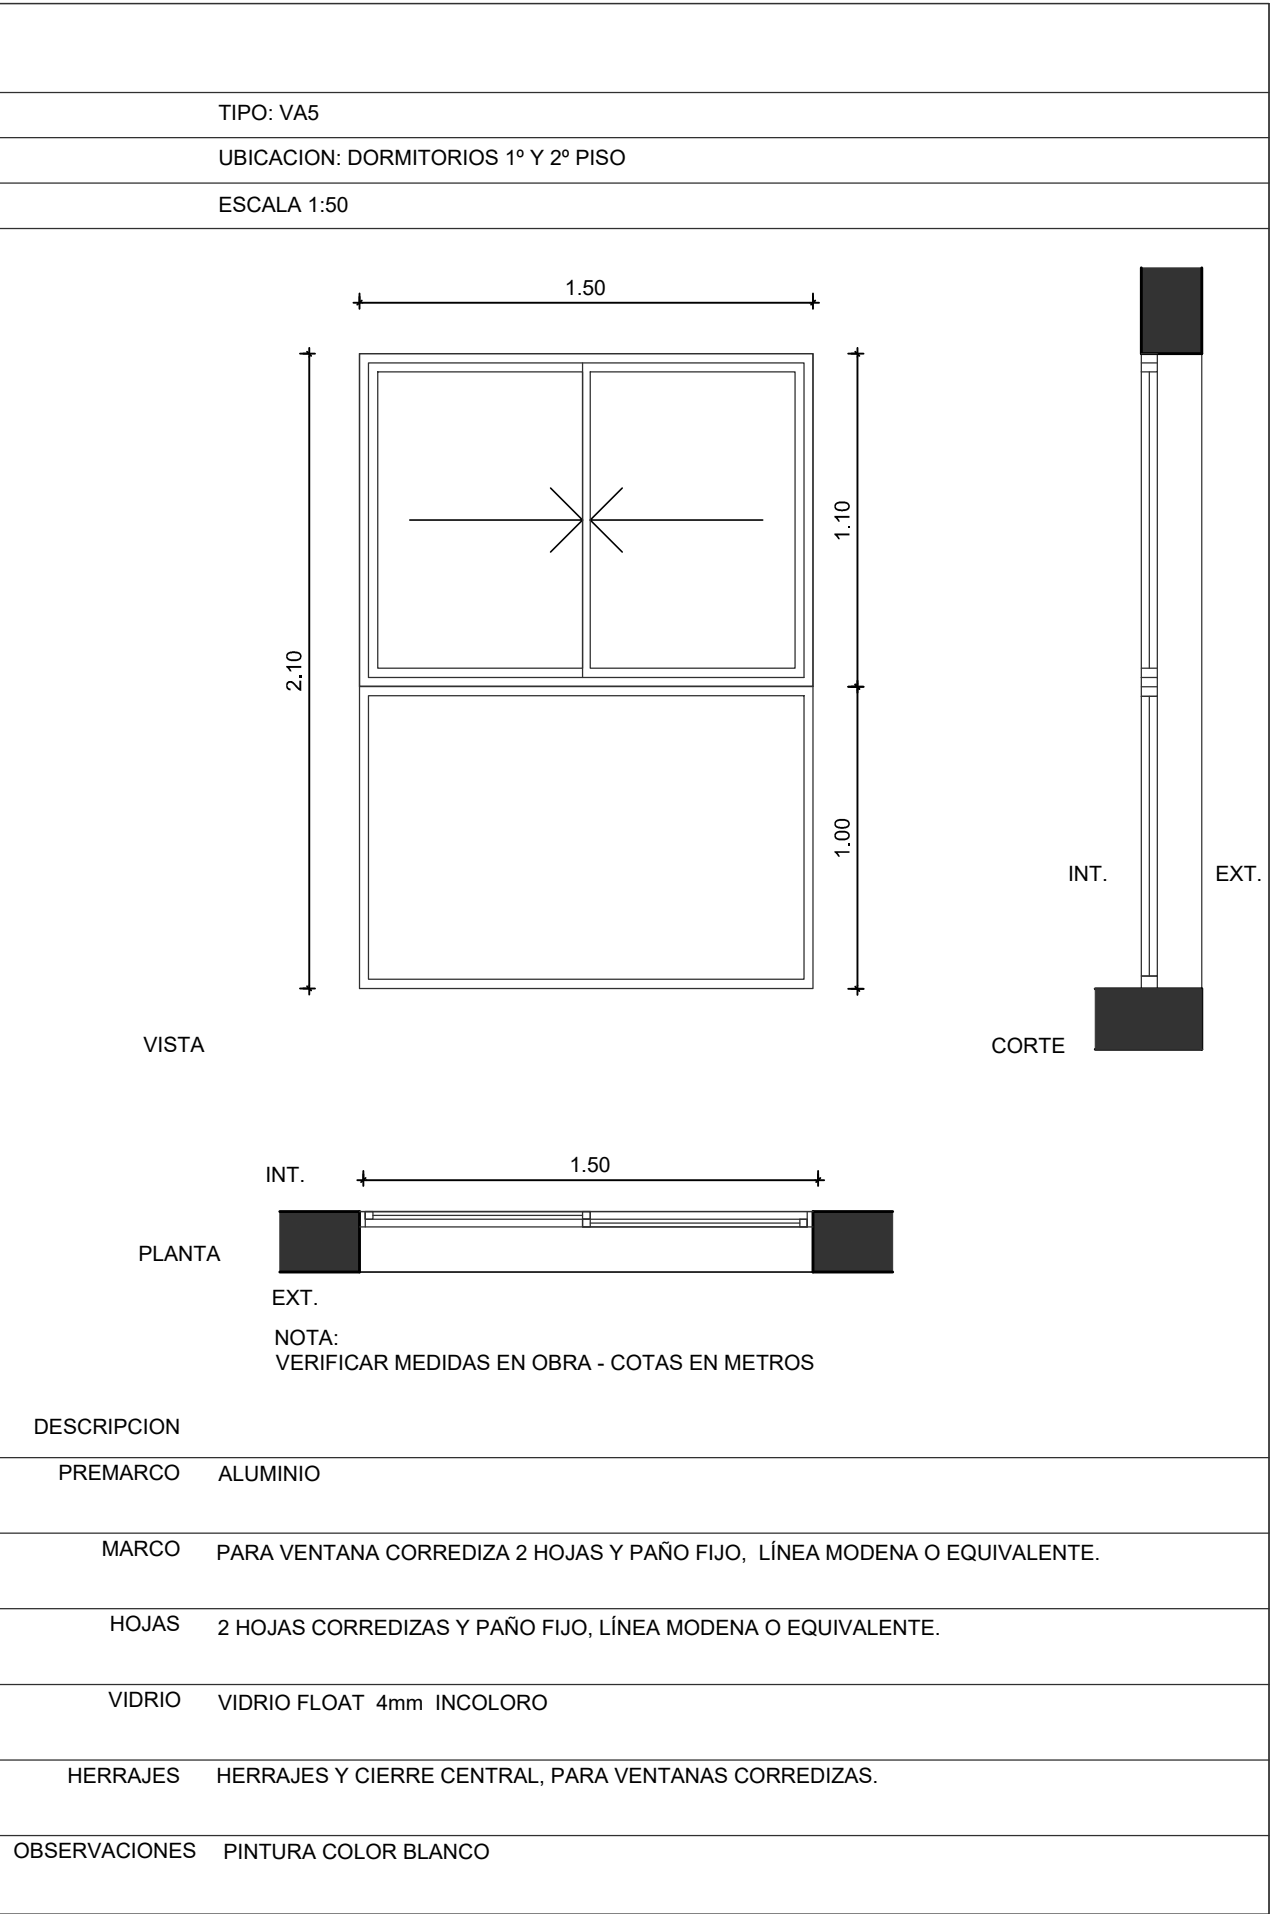 TIPO: VA5
UBICACION: DORMITORIOS 1º Y 2º PISO
ESCALA 1:50
1.50
2.10
1.10
1.00
INT.
EXT.
VISTA
CORTE
INT.
1.50
PLANTA
EXT.
NOTA:
VERIFICAR MEDIDAS EN OBRA - COTAS EN METROS
DESCRIPCION
PREMARCO ALUMINIO
MARCO PARA VENTANA CORREDIZA 2 HOJAS Y PAÑO FIJO, LÍNEA MODENA O EQUIVALENTE.
HOJAS 2 HOJAS CORREDIZAS Y PAÑO FIJO, LÍNEA MODENA O EQUIVALENTE.
VIDRIO VIDRIO FLOAT 4mm INCOLORO
HERRAJES HERRAJES Y CIERRE CENTRAL, PARA VENTANAS CORREDIZAS.
OBSERVACIONES PINTURA COLOR BLANCO